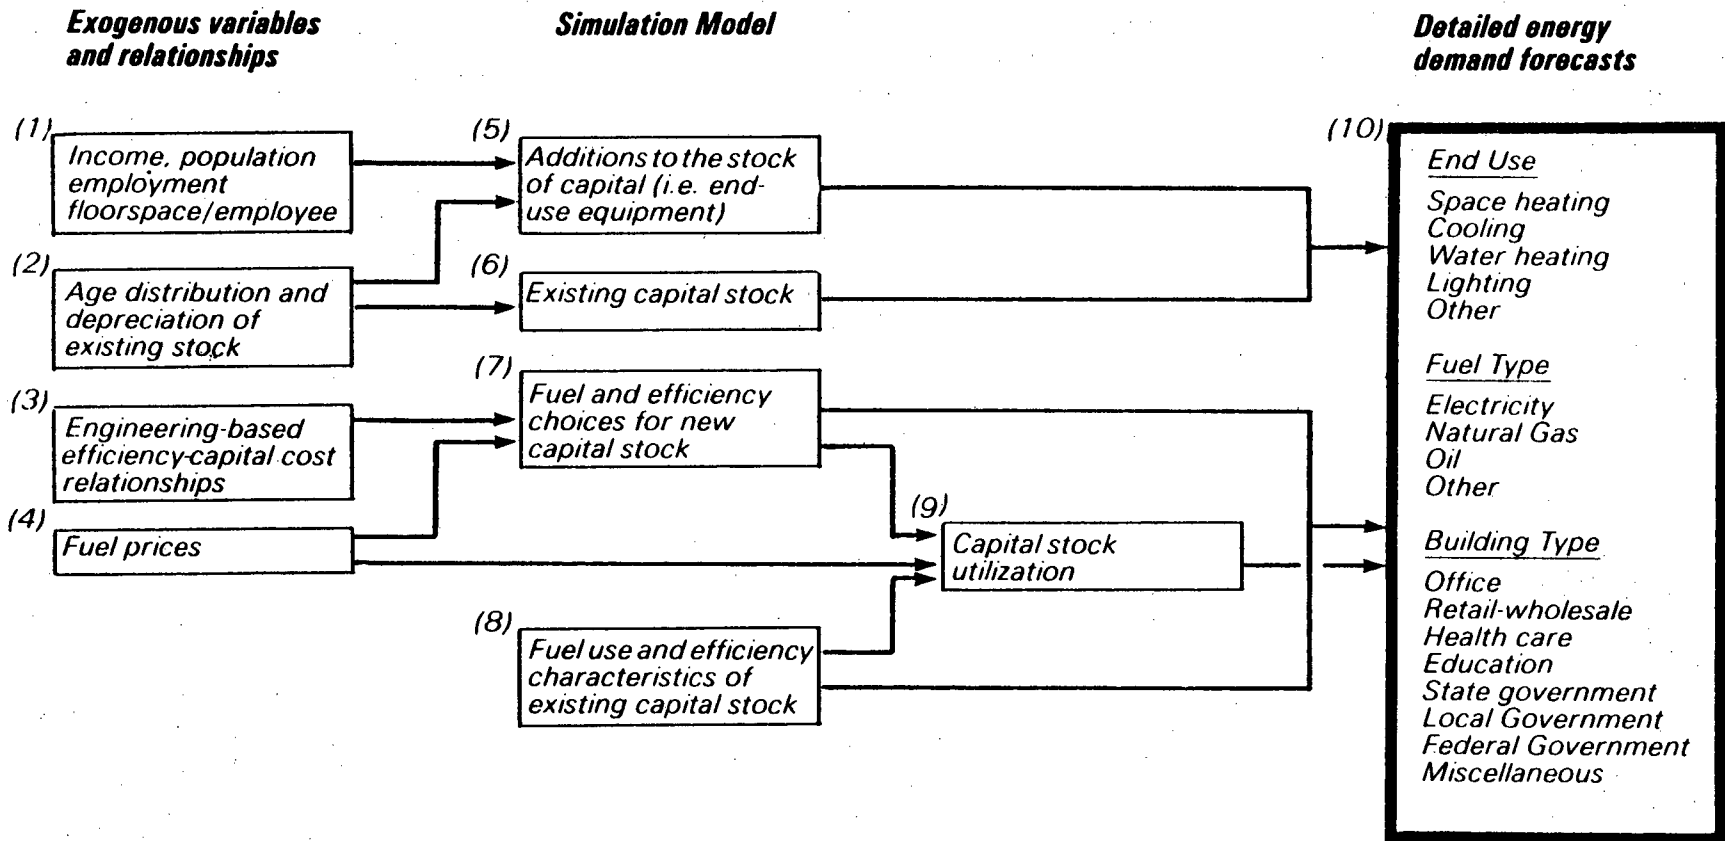 Exogenous variables
and relationships
Simulation Model
Detailed energy
demand forecasts
(1)
Income, population
employment
floorspace/employee
(2)
Age distribution and
depreciation of
existing stock
(3)
Engineering-based
efficiency-capital cost
relationships
(4)
Fuel prices
(5)
Additions to the stock
of capital (i.e. end-
use equipment)
(6)
Existing capital stock
(7)
Fuel and efficiency
choices for new
capital stock
(8)
Fuel use and efficiency
characteristics of
existing capital stock
(9)
Capital stock
utilization
(10)
End Use
Space heating
Cooling
Water heating
Lighting
Other
Fuel Type
Electricity
Natural Gas
Oil
Other
Building Type
Office
Retail-wholesale
Health care
Education
State government
Local Government
Federal Government
Miscellaneous